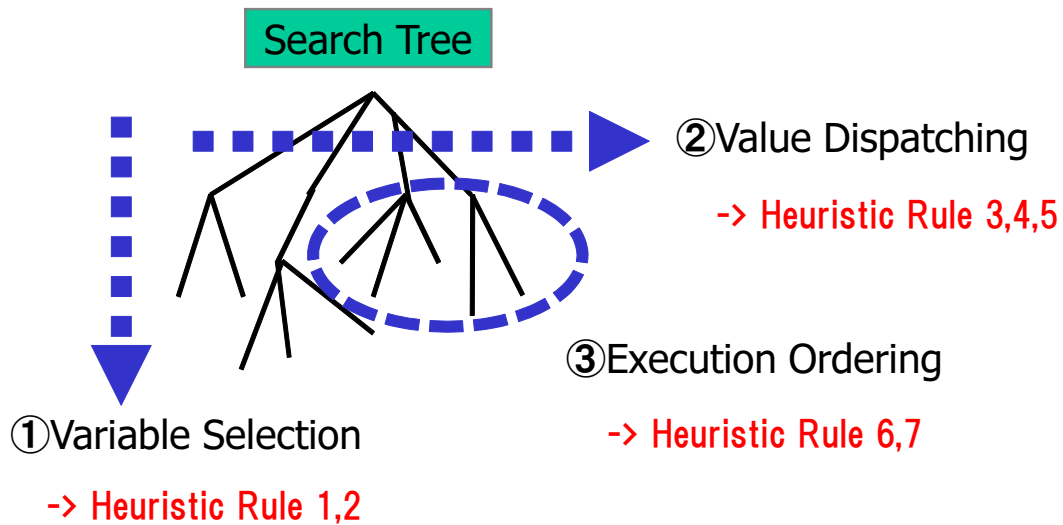 Search Tree
②Value Dispatching
-> Heuristic Rule 3,4,5
③Execution Ordering
-> Heuristic Rule 6,7
①Variable Selection
-> Heuristic Rule 1,2